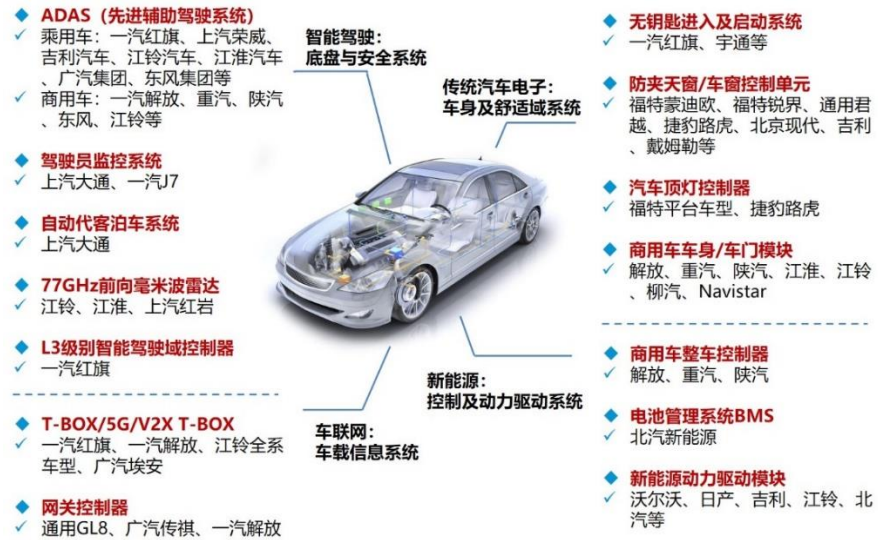 ADAS（先进辅助驾驶系统）
乘用车：一汽红旗、上汽荣威、
吉利汽车、江铃汽车、江淮汽车
、广汽集团、东风集团等
商用车：一汽解放、重汽、陕汽
、东风、江铃等
驾驶员监控系统
上汽大通、一汽J7
自动代客泊车系统
上汽大通
77GHz前向毫米波雷达
江铃、江淮、上汽红岩
L3级别智能驾驶域控制器
一汽红旗
T-BOX/5G/V2X T-BOX
一汽红旗、一汽解放、江铃全系
车型、广汽埃安
网关控制器
通用GL8、广汽传祺、一汽解放
智能驾驶：
底盘与安全系统
传统汽车电子：
车身及舒适域系统
新能源：
控制及动力驱动系统
车联网：
车载信息系统
无钥匙进入及启动系统
一汽红旗、宇通等
防夹天窗/车窗控制单元
福特蒙迪欧、福特锐界、通用君
越、捷豹路虎、北京现代、吉利
、戴姆勒等
汽车顶灯控制器
福特平台车型、捷豹路虎
商用车车身/车门模块
解放、重汽、陕汽、江淮、江铃
、柳汽、Navistar
商用车整车控制器
解放、重汽、陕汽
电池管理系统BMS
北汽新能源
新能源动力驱动模块
沃尔沃、日产、吉利、江铃、北
汽等